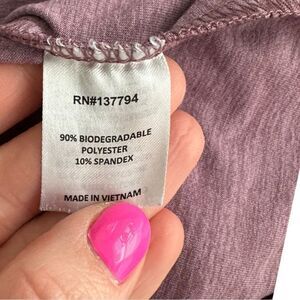 RN#137794
90% BIODEGRADABLE
POLYESTER
10% SPANDEX
MADE IN VIETNAM